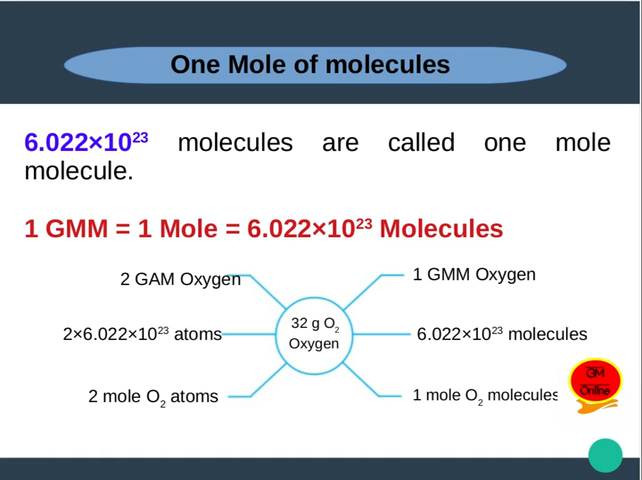 One Mole of molecules
6.022×10²³ molecules are called one mole
molecule.
1 GMM = 1 Mole = 6.022×10²³ Molecules
2 GAM Oxygen
1 GMM Oxygen
32 g O₂
Oxygen
2×6.022×10²³ atoms
6.022×10²³ molecules
2 mole O₂ atoms
1 mole O₂ molecules
GM
Online